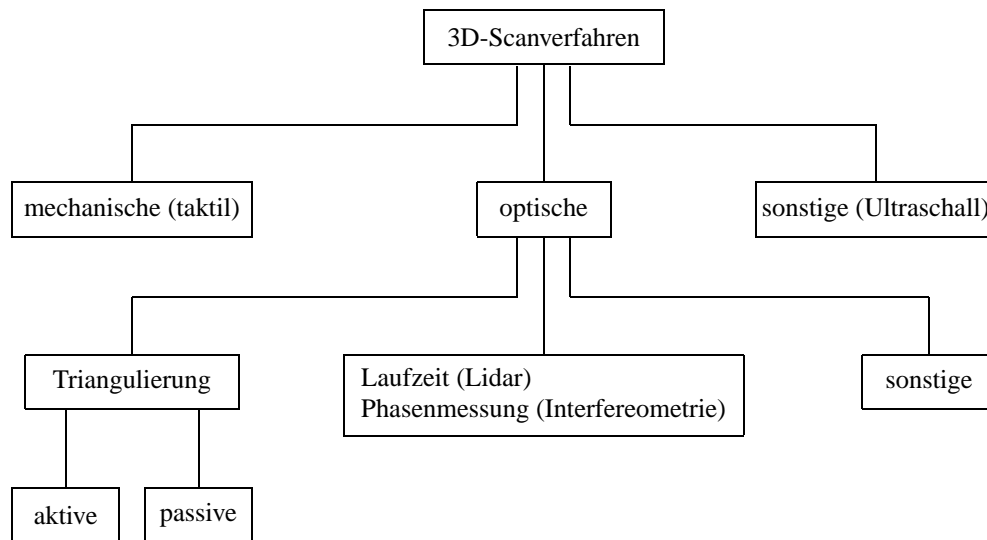 3D-Scanverfahren
mechanische (taktil)
optische
sonstige (Ultraschall)
Triangulierung
Laufzeit (Lidar)
Phasenmessung (Interfereometrie)
sonstige
aktive
passive